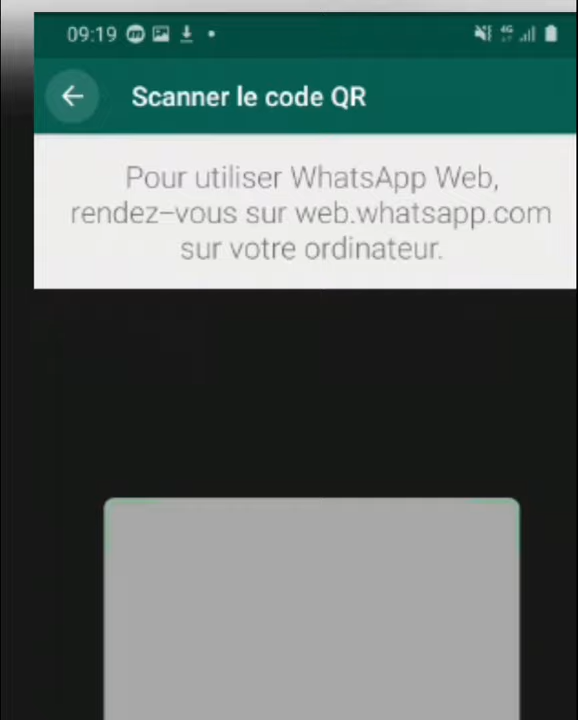 09:19
Scanner le code QR
Pour utiliser WhatsApp Web,
rendez-vous sur web.whatsapp.com
sur votre ordinateur.